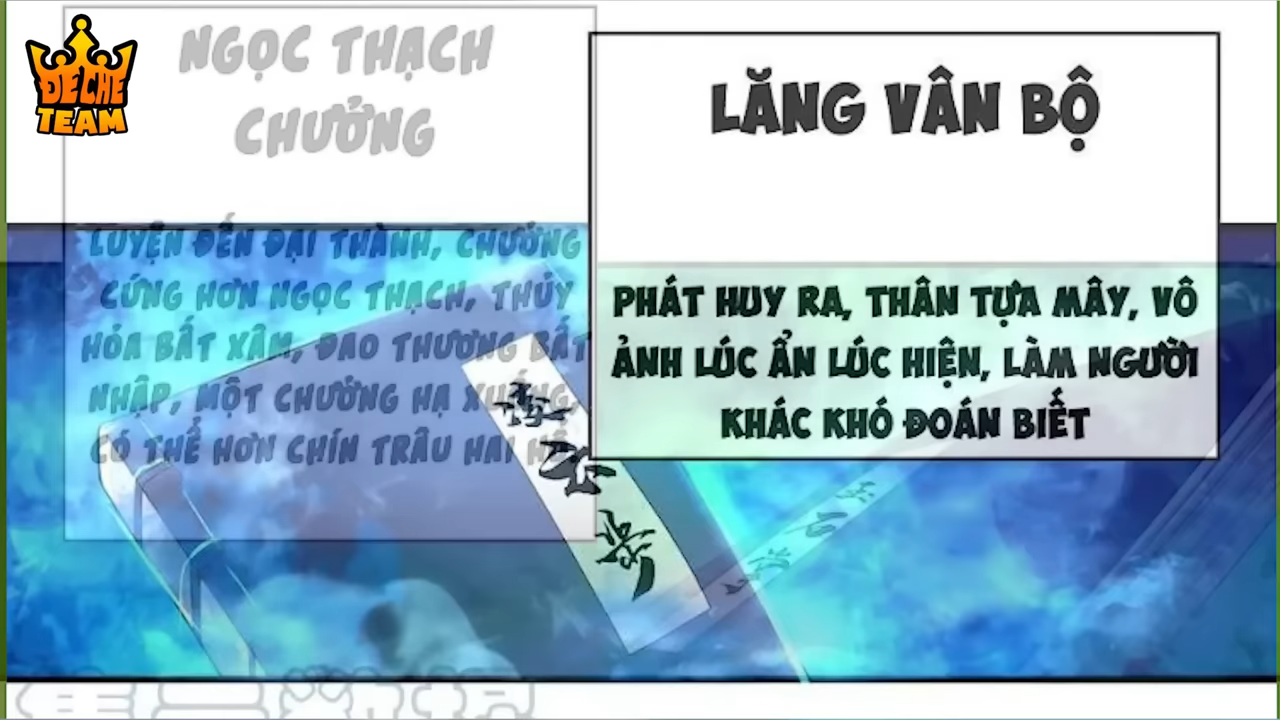 ĐẾ CHẾ
TEAM
NGỌC THẠCH
CHƯỞNG
LUYỆN ĐẾN ĐẠI THÀNH, CHƯỞNG
CỨNG HƠN NGỌC THẠCH, THỦY
HỎA BẤT XÂM, ĐAO THƯƠNG BẤT
NHẬP, MỘT CHƯỞNG HẠ XUỐNG
CÓ THỂ HƠN CHÍN TRÂU HAI HỔ
LĂNG VÂN BỘ
PHÁT HUY RA, THÂN TỰA MÂY, VÔ
ẢNH LÚC ẨN LÚC HIỆN, LÀM NGƯỜI
KHÁC KHÓ ĐOÁN BIẾT